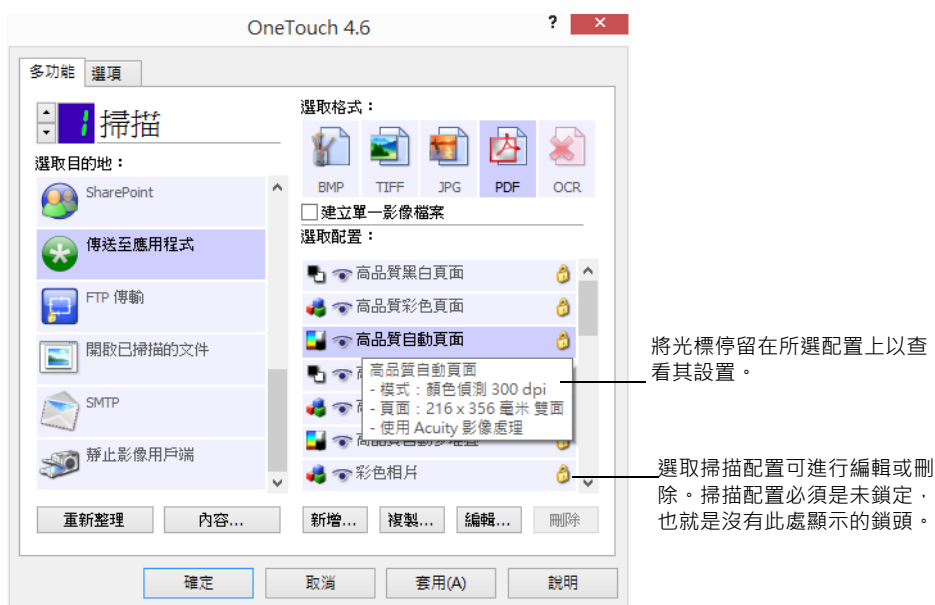 OneTouch 4.6
?
×
多功能
選項
1
掃描
選取目的地：
SharePoint
傳送至應用程式
FTP 傳輸
開啟已掃描的文件
SMTP
靜止影像用戶端
重新整理
內容...
選取格式：
BMP
TIFF
JPG
PDF
OCR
建立單一影像檔案
選取配置：
高品質黑白頁面
高品質彩色頁面
高品質自動頁面
高品質自動頁面
- 模式：顏色偵測 300 dpi
- 頁面：216 x 356 毫米 雙面
- 使用 Acuity 影像處理
彩色相片
新增...
複製...
編輯...
刪除
確定
取消
套用(A)
說明
將光標停留在所選配置上以查
看其設置。
選取掃描配置可進行編輯或刪
除。掃描配置必須是未鎖定，
也就是沒有此處顯示的鎖頭。